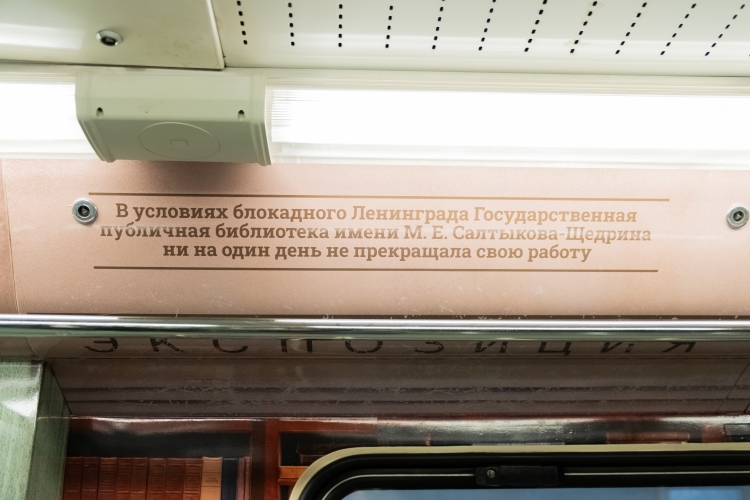 В условиях блокадного Ленинграда Государственная
публичная библиотека имени М. Е. Салтыкова-Щедрина
ни на один день не прекращала свою работу
ЭКСПОЗИЦИЯ